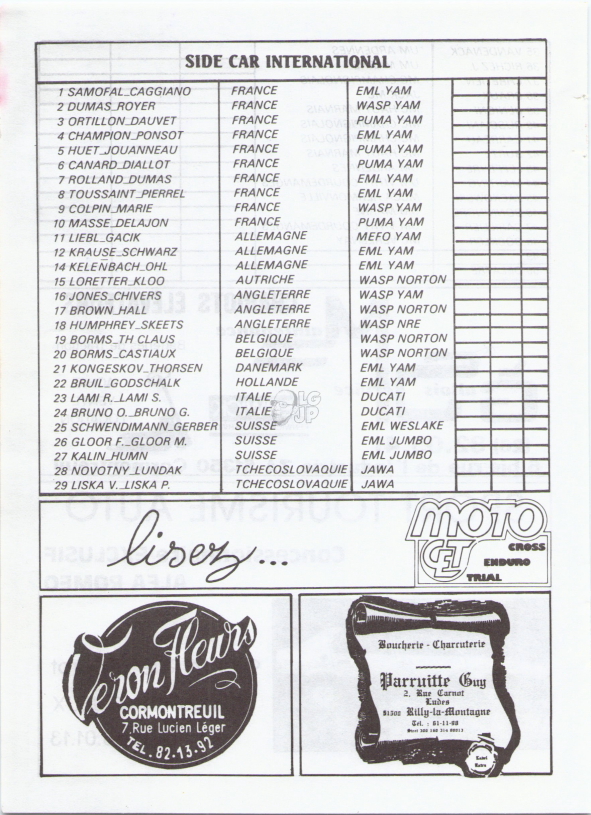 SIDE CAR INTERNATIONAL
1 SAMOFAL_CAGGIANO FRANCE EML YAM
2 DUMAS_ROYER FRANCE WASP YAM
3 ORTILLON_DAUVET FRANCE PUMA YAM
4 CHAMPION_PONSOT FRANCE EML YAM
5 HUET_JOUANNEAU FRANCE PUMA YAM
6 CANARD_DIALLOT FRANCE PUMA YAM
7 ROLLAND_DUMAS FRANCE EML YAM
8 TOUSSAINT_PIERREL FRANCE EML YAM
9 COLPIN_MARIE FRANCE WASP YAM
10 MASSE_DELAJON FRANCE PUMA YAM
11 LIEBL_GACIK ALLEMAGNE MEFO YAM
12 KRAUSE_SCHWARZ ALLEMAGNE EML YAM
14 KELENBACH_OHL ALLEMAGNE EML YAM
15 LORETTER_KLOO AUTRICHE WASP NORTON
16 JONES_CHIVERS ANGLETERRE WASP YAM
17 BROWN_HALL ANGLETERRE WASP NORTON
18 HUMPHREY_SKEETS ANGLETERRE WASP NRE
19 BORMS_TH CLAUS BELGIQUE WASP NORTON
20 BORMS_CASTIAUX BELGIQUE WASP NORTON
21 KONGESKOV_THORSEN DANEMARK EML YAM
22 BRUIL_GODSCHALK HOLLANDE EML YAM
23 LAMI R._LAMI S. ITALIE DUCATI
24 BRUNO O._BRUNO G. ITALIE DUCATI
25 SCHWENDIMANN_GERBER SUISSE EML WESLAKE
26 GLOOR F._GLOOR M. SUISSE EML JUMBO
27 KALIN_HUMN SUISSE EML JUMBO
28 NOVOTNY_LUNDAK TCHECOSLOVAQUIE JAWA
29 LISKA V._LISKA P. TCHECOSLOVAQUIE JAWA
LG
JP
lisez...
MOTO
CET
CROSS
ENDURO
TRIAL
Veron Fleurs
CORMONTREUIL
7, Rue Lucien Léger
TEL. 82.13.92
Boucherie - Charcuterie
Parruitte Guy
2, Rue Carnot
Ludes
51500 Rilly-la-Montagne
Tél. : 61-11-68